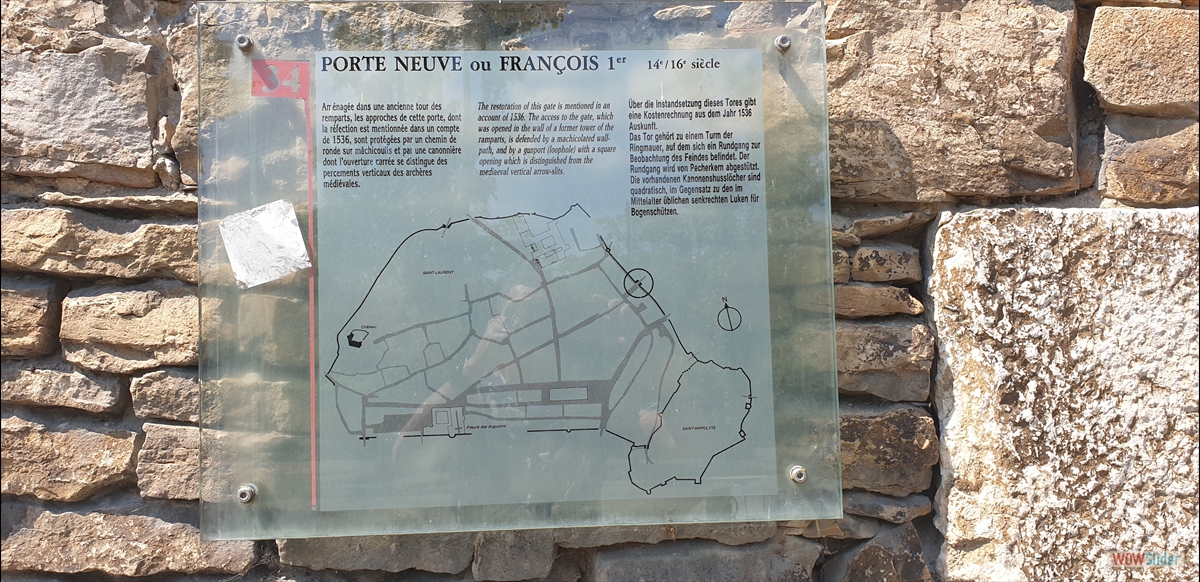 34
PORTE NEUVE ou FRANÇOIS 1er 14e/16e siècle
Aménagée dans une ancienne tour des
remparts, les approches de cette porte, dont
la réfection est mentionnée dans un compte
de 1536, sont protégées par un chemin de
ronde sur mâchicoulis et par une canonnière
dont l'ouverture carrée se distingue des
percements verticaux des archères
médiévales.
The restoration of this gate is mentioned in an
account of 1536. The access to the gate, which
was opened in the wall of a former tower of the
ramparts, is defended by a machicolated wall-
path, and by a gunport (loophole) with a square
opening which is distinguished from the
mediaeval vertical arrow-slits.
Über die Instandsetzung dieses Tores gibt
eine Kostenrechnung aus dem Jahr 1536
Auskunft.
Das Tor gehört zu einem Turm der
Ringmauer, auf dem sich ein Rundgang zur
Beobachtung des Feindes befindet. Der
Rundgang wird von Pecherkern abgestützt.
Die vorhandenen Kanonenshusslöcher sind
quadratisch, im Gegensatz zu den im
Mittelalter üblichen senkrechten Luken für
Bogenschützen.
SAINT-LAURENT
Château
N
Prieuré des Augustins
SAINT-HIPPOLYTE
WOWSlider